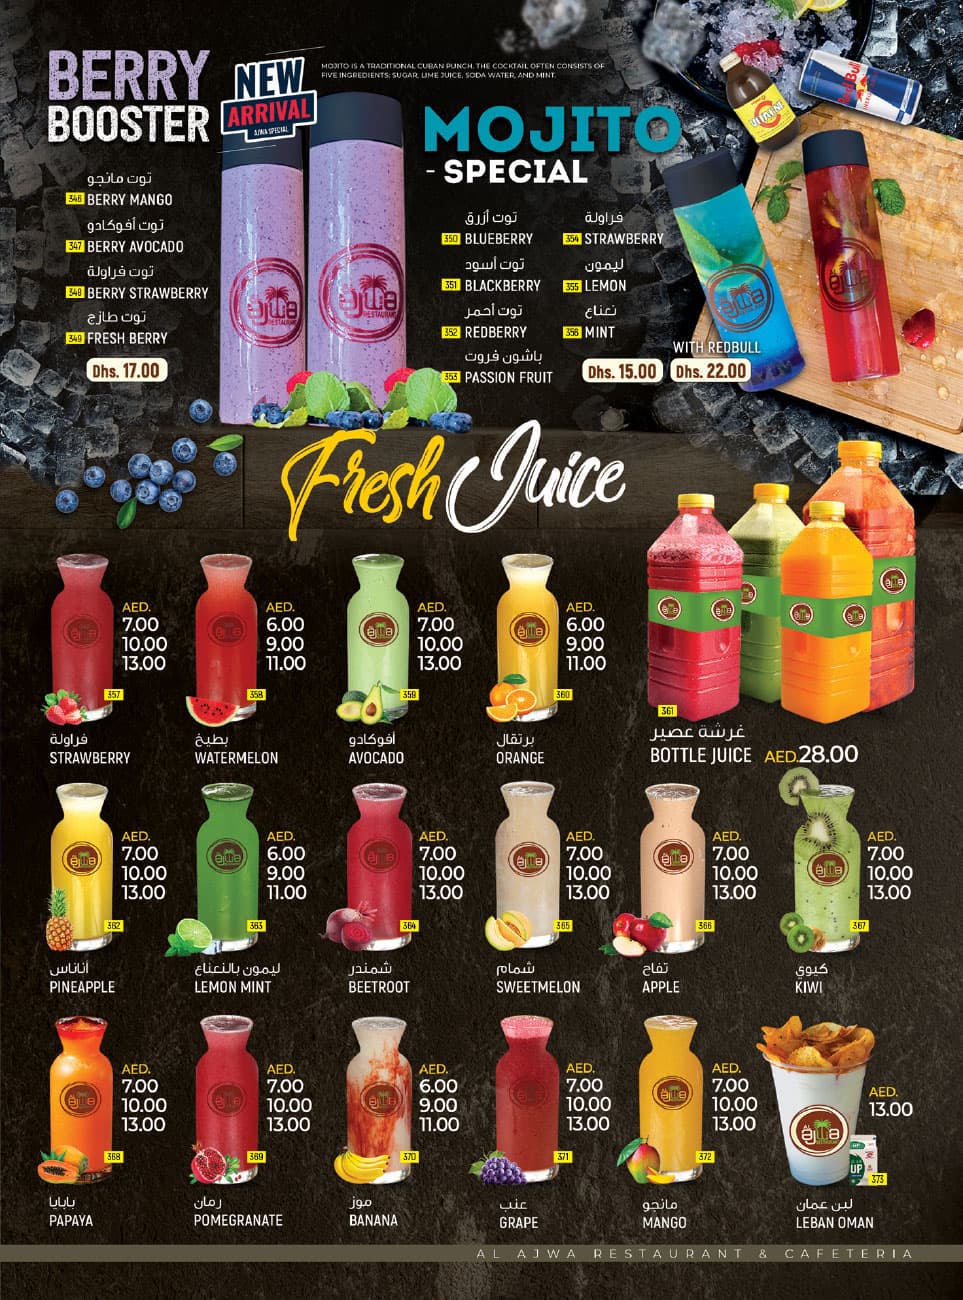 BERRY
BOOSTER
NEW
ARRIVAL
AJWA SPECIAL
MOJITO IS A TRADITIONAL CUBAN PUNCH. THE COCKTAIL OFTEN CONSISTS OF
FIVE INGREDIENTS: SUGAR, LIME JUICE, SODA WATER, AND MINT.
MOJITO
- SPECIAL
توت مانجو
346 BERRY MANGO
توت أفوكادو
347 BERRY AVOCADO
توت فراولة
348 BERRY STRAWBERRY
توت طازج
349 FRESH BERRY
Dhs. 17.00
توت أزرق
350 BLUEBERRY
توت أسود
351 BLACKBERRY
توت أحمر
352 REDBERRY
باشون فروت
353 PASSION FRUIT
فراولة
354 STRAWBERRY
ليمون
355 LEMON
نعناع
356 MINT
Dhs. 15.00
WITH REDBULL
Dhs. 22.00
Red Bull
ajwa
RESTAURANT
ajwa
RESTAURANT
ajwa
ajwa
Fresh Juice
AED.
7.00
10.00
13.00
357
فراولة
STRAWBERRY
AED.
6.00
9.00
11.00
358
بطيخ
WATERMELON
AED.
7.00
10.00
13.00
359
أفوكادو
AVOCADO
AED.
6.00
9.00
11.00
360
برتقال
ORANGE
361
غرشة عصير
BOTTLE JUICE AED.28.00
AED.
7.00
10.00
13.00
362
أناناس
PINEAPPLE
AED.
6.00
9.00
11.00
363
ليمون بالنعناع
LEMON MINT
AED.
7.00
10.00
13.00
364
شمندر
BEETROOT
AED.
7.00
10.00
13.00
365
شمام
SWEETMELON
AED.
7.00
10.00
13.00
366
تفاح
APPLE
AED.
7.00
10.00
13.00
367
كيوي
KIWI
AED.
7.00
10.00
13.00
368
بابايا
PAPAYA
AED.
7.00
10.00
13.00
369
رمان
POMEGRANATE
AED.
6.00
9.00
11.00
370
موز
BANANA
AED.
7.00
10.00
13.00
371
عنب
GRAPE
AED.
7.00
10.00
13.00
372
مانجو
MANGO
AL
ajwa
RESTAURANT
UP
AED.
13.00
373
لبن عمان
LEBAN OMAN
AL AJWA RESTAURANT & CAFETERIA